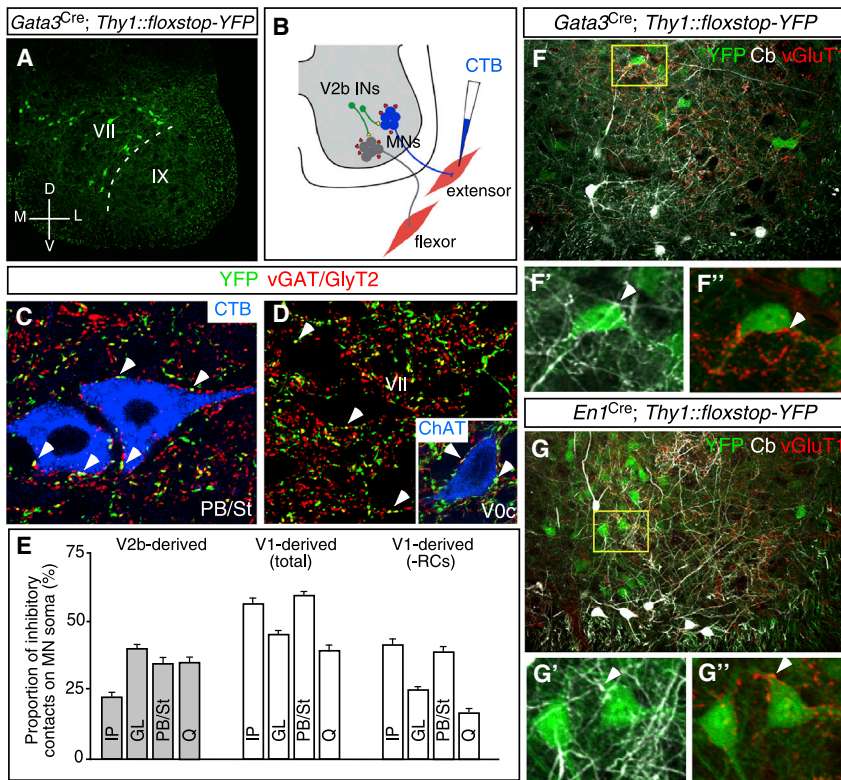 Gata3Cre; Thy1::floxstop-YFP
A
VII
IX
D
M
L
V
B
CTB
V2b INs
MNs
extensor
flexor
YFP vGAT/GlyT2
C
CTB
PB/St
D
VII
ChAT
V0c
E
V2b-derived
V1-derived
(total)
V1-derived
(-RCs)
Proportion of inhibitory
contacts on MN soma (%)
75
50
25
0
IP
GL
PB/St
Q
IP
GL
PB/St
Q
IP
GL
PB/St
Q
Gata3Cre; Thy1::floxstop-YFP
F
YFP Cb vGluT1
F'
F''
En1Cre; Thy1::floxstop-YFP
G
YFP Cb vGluT1
G'
G''